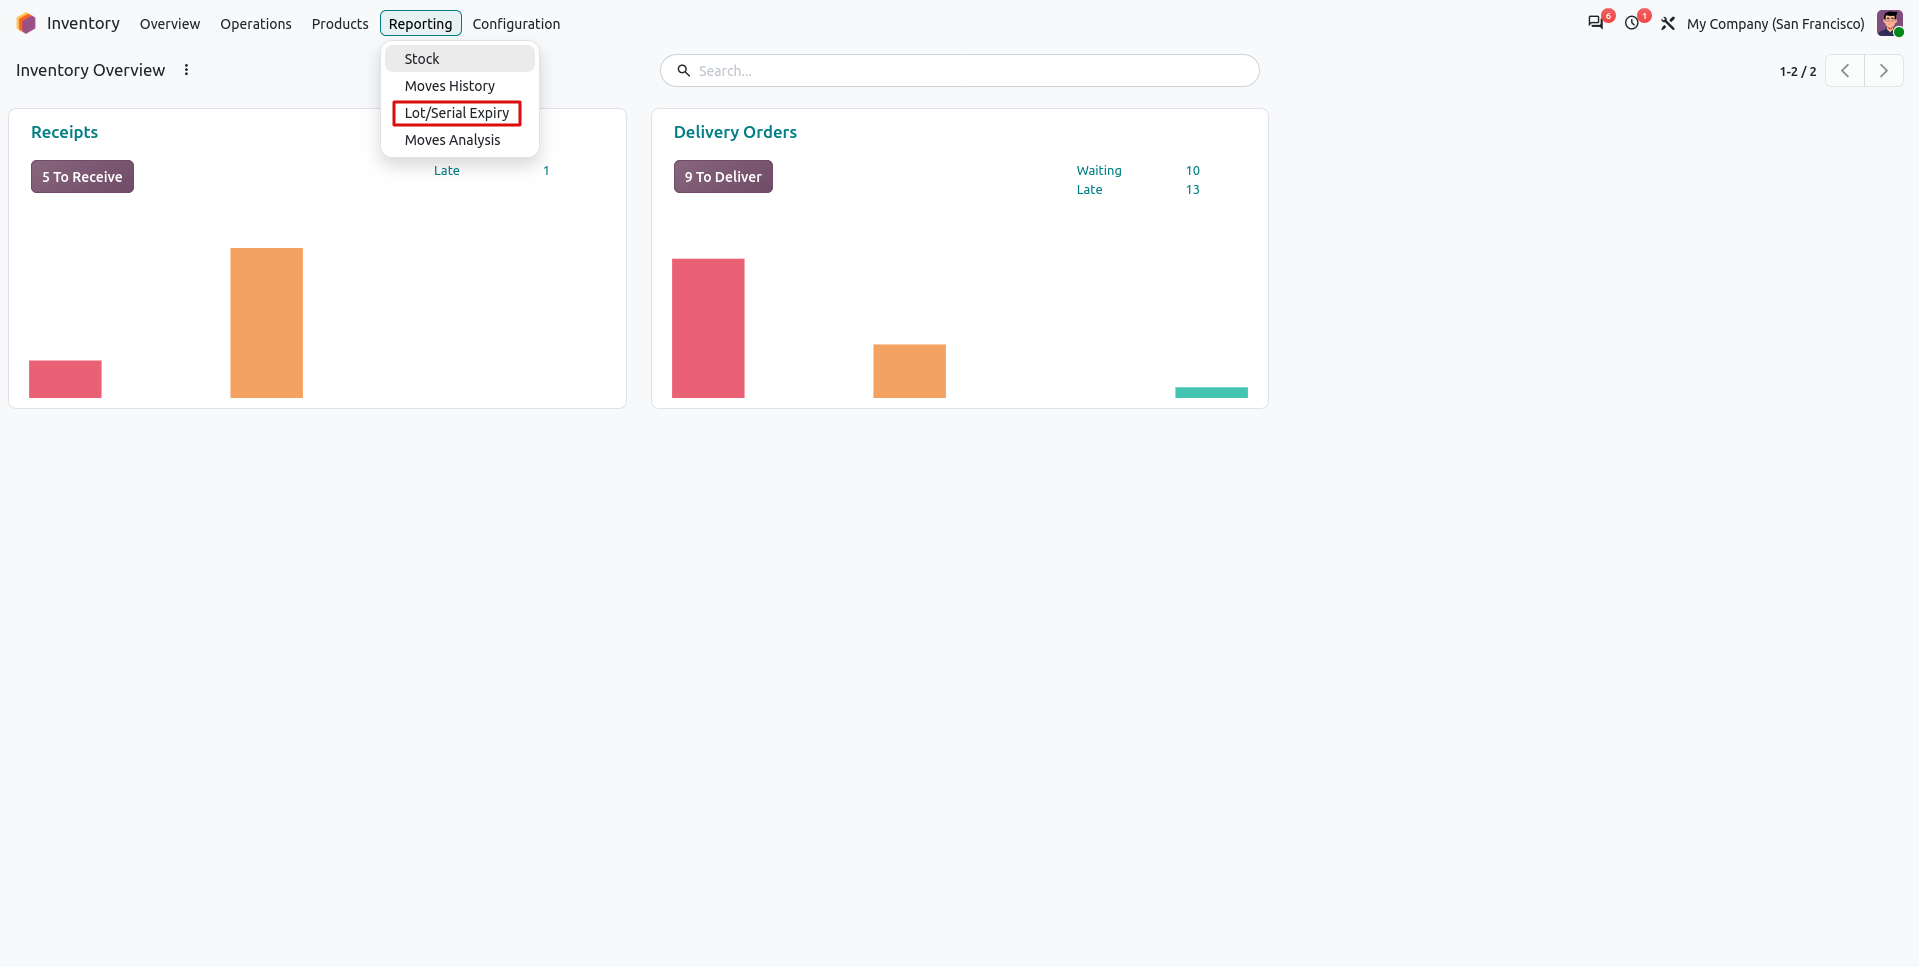 Inventory Overview Operations Products Reporting Configuration 6 1 My Company (San Francisco)
Inventory Overview Search... 1-2 / 2
Stock
Moves History
Lot/Serial Expiry
Moves Analysis
Receipts
5 To Receive
Late 1
Delivery Orders
9 To Deliver
Waiting 10
Late 13